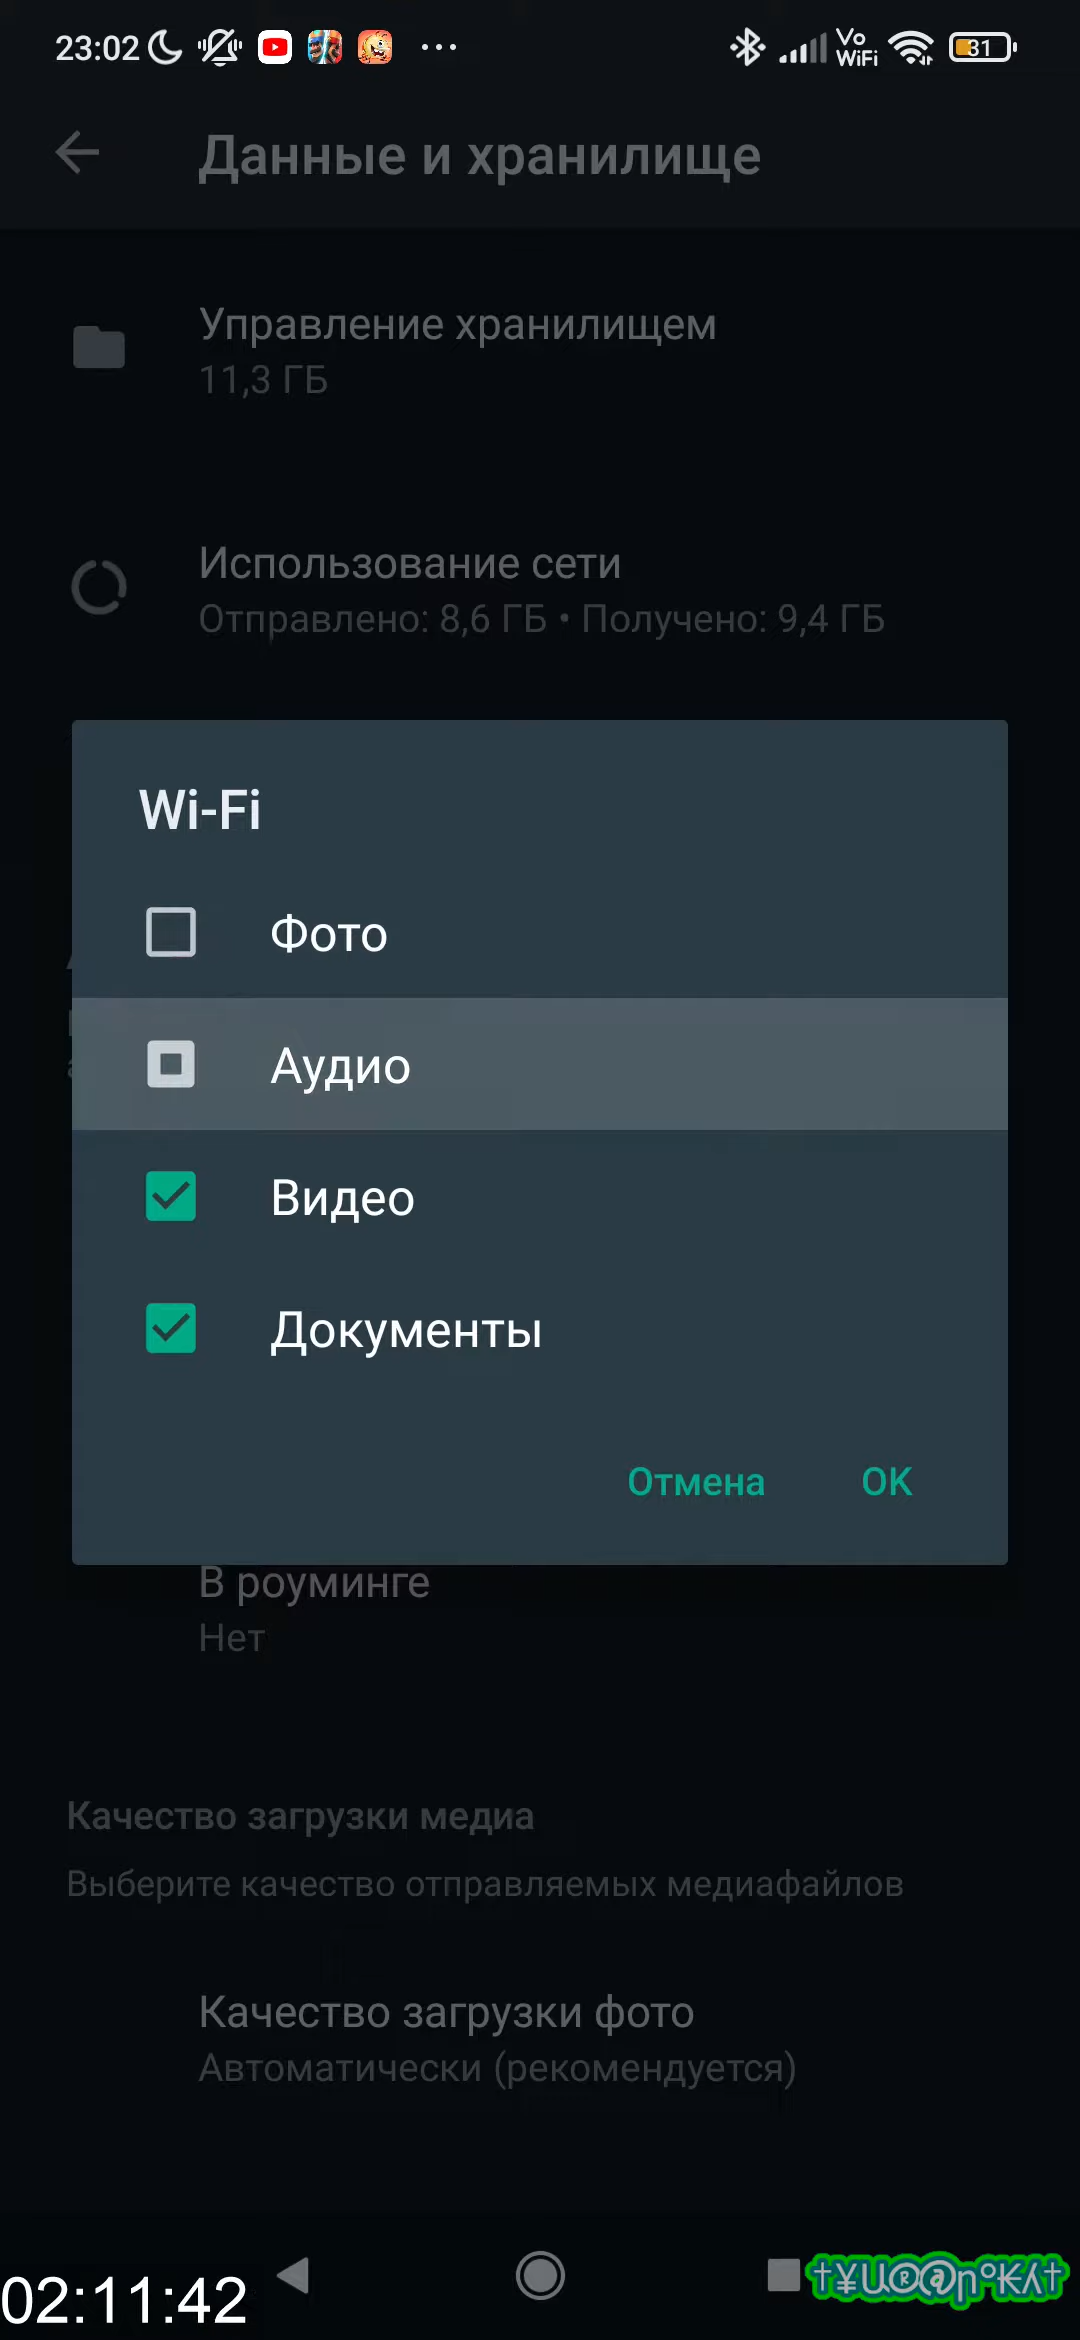 23:02
Vo
WiFi
31
Данные и хранилище
Управление хранилищем
11,3 ГБ
Использование сети
Отправлено: 8,6 ГБ • Получено: 9,4 ГБ
Wi-Fi
Фото
Аудио
Видео
Документы
Отмена
OK
В роуминге
Нет
Качество загрузки медиа
Выберите качество отправляемых медиафайлов
Качество загрузки фото
Автоматически (рекомендуется)
02:11:42